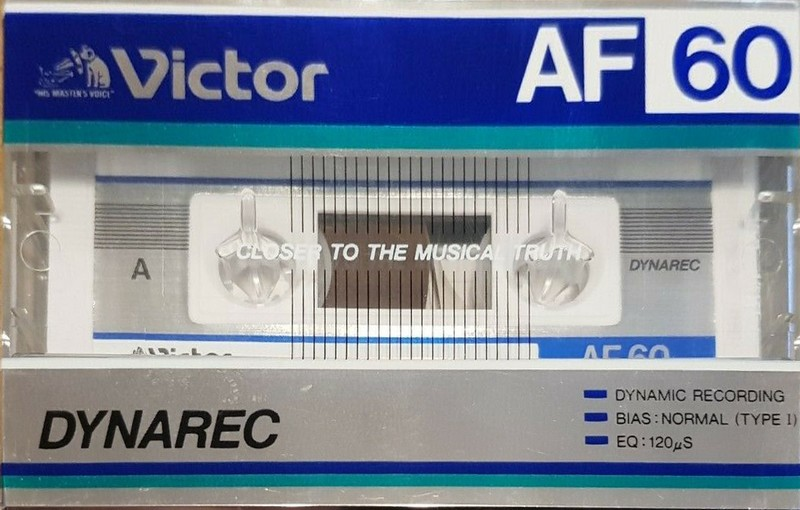 "HIS MASTER'S VOICE" Victor AF 60
CLOSER TO THE MUSICAL TRUTH.
A
DYNAREC
Victor AF 60
DYNAREC
DYNAMIC RECORDING
BIAS : NORMAL (TYPE I)
EQ : 120μS